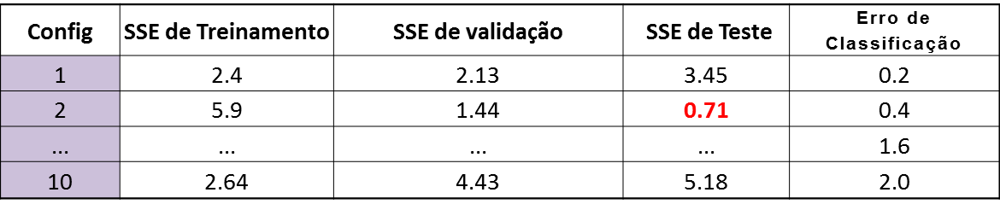 Config SSE de Treinamento SSE de validação SSE de Teste Erro de Classificação
1 2.4 2.13 3.45 0.2
2 5.9 1.44 0.71 0.4
... ... ... ... 1.6
10 2.64 4.43 5.18 2.0